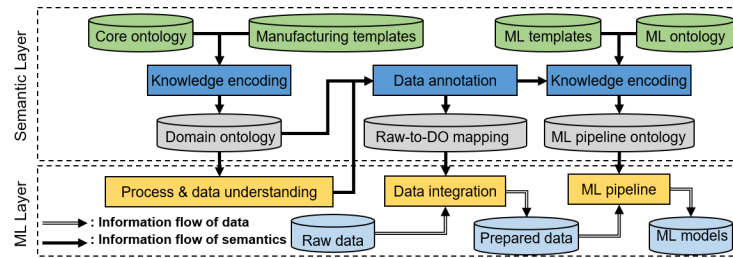 Semantic Layer
Core ontology
Manufacturing templates
ML templates
ML ontology
Knowledge encoding
Data annotation
Knowledge encoding
Domain ontology
Raw-to-DO mapping
ML pipeline ontology
ML Layer
Process & data understanding
Data integration
ML pipeline
: Information flow of data
: Information flow of semantics
Raw data
Prepared data
ML models